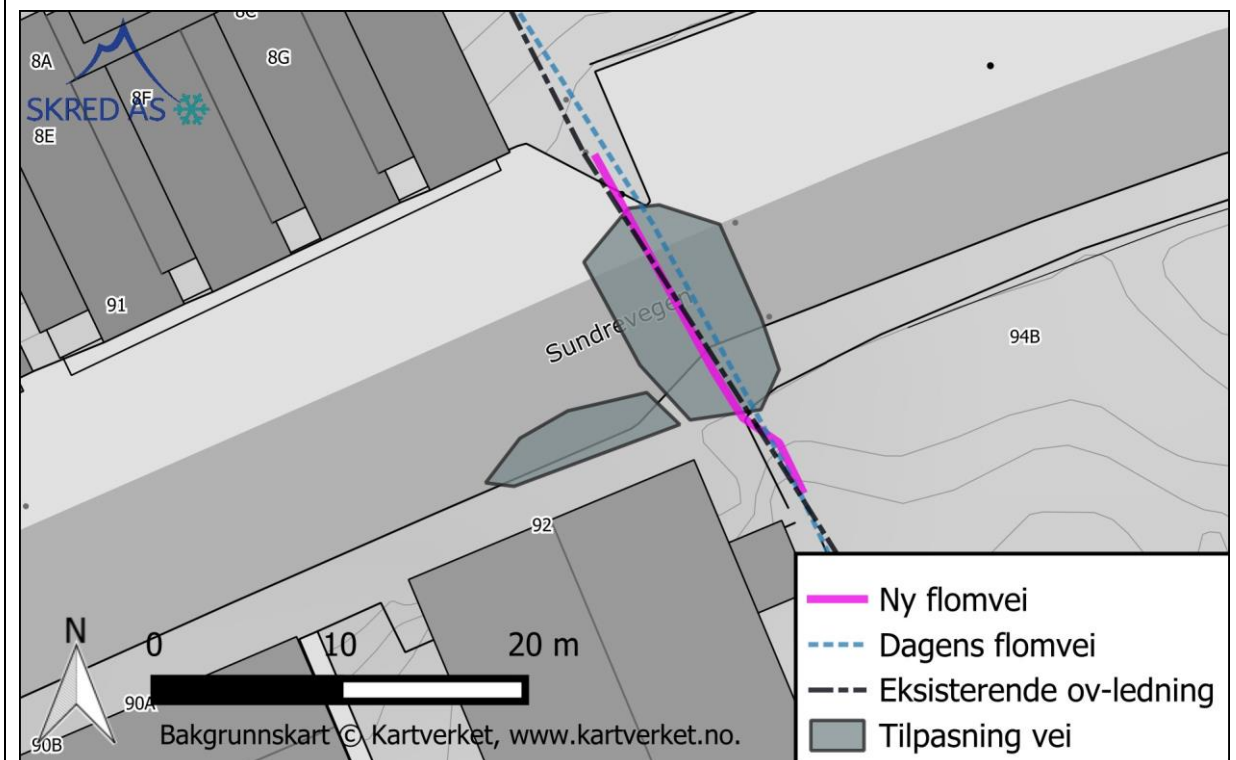 8C
8A
8G
SKRED AS
8F
8E
91
Sundrevegen
94B
92
Ny flomvei
Dagens flomvei
Eksisterende ov-ledning
Tilpasning vei
N
0 10 20 m
90A
90B
Bakgrunnskart © Kartverket, www.kartverket.no.